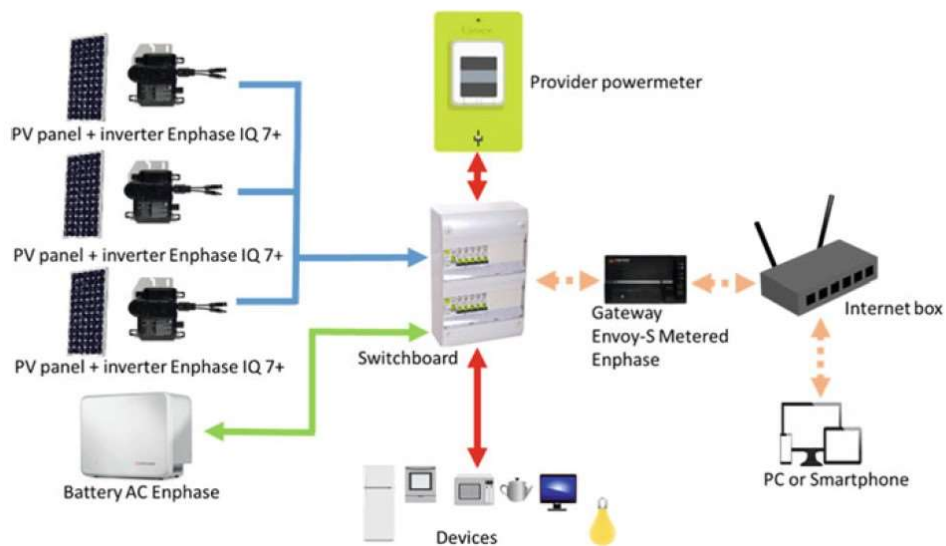 Provider powermeter
PV panel + inverter Enphase IQ 7+
PV panel + inverter Enphase IQ 7+
PV panel + inverter Enphase IQ 7+
Switchboard
Gateway
Envoy-S Metered
Enphase
Internet box
Battery AC Enphase
PC or Smartphone
Devices